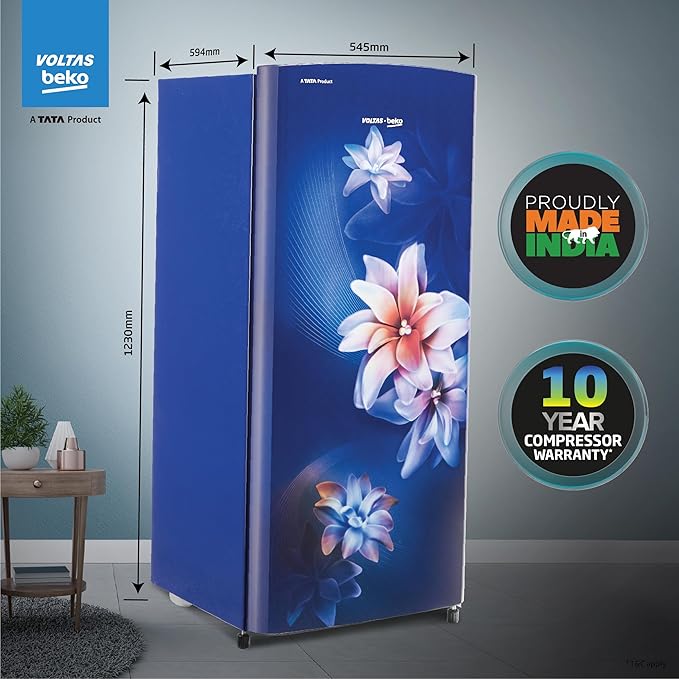 VOLTAS
beko
A TATA Product
594mm
545mm
1230mm
A TATA Product
VOLTAS beko
PROUDLY
MADE
in
INDIA
10
YEAR
COMPRESSOR
WARRANTY*
*T&C apply